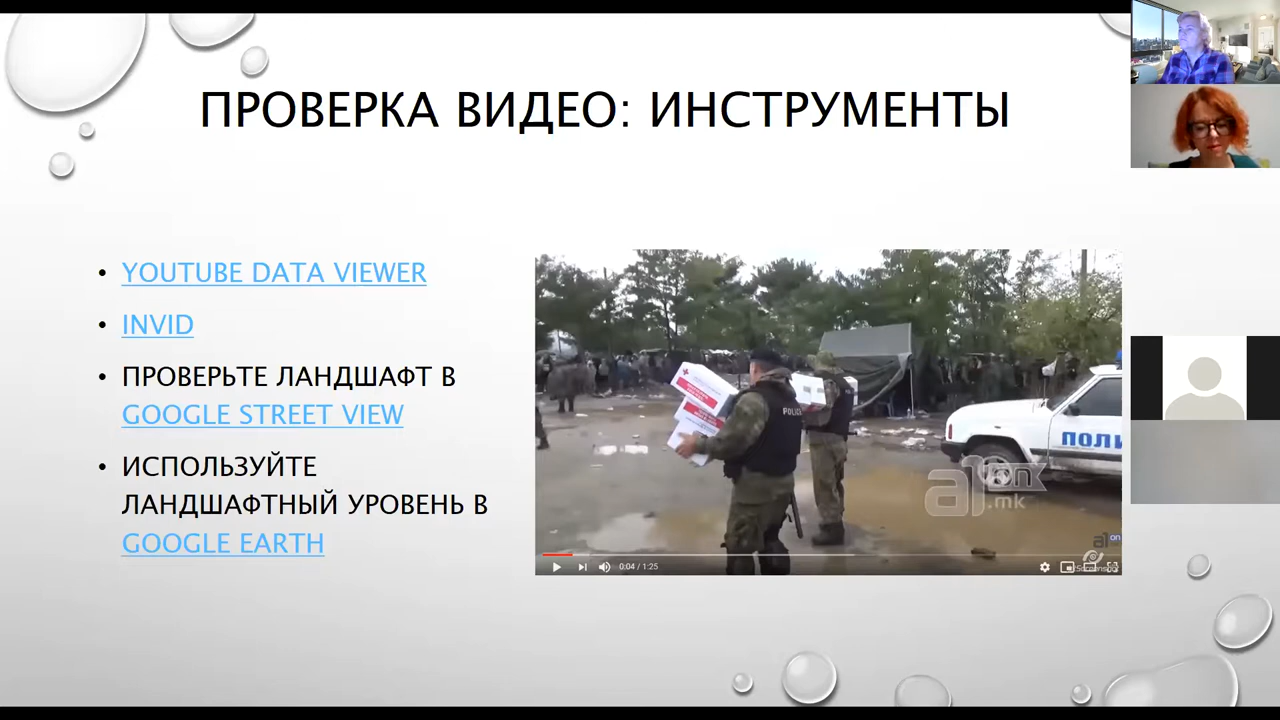 ПРОВЕРКА ВИДЕО: ИНСТРУМЕНТЫ
• YOUTUBE DATA VIEWER
• INVID
• ПРОВЕРЬТЕ ЛАНДШАФТ В
GOOGLE STREET VIEW
• ИСПОЛЬЗУЙТЕ
ЛАНДШАФТНЫЙ УРОВЕНЬ В
GOOGLE EARTH
POLICE
ПОЛИ
a1on
.mk
a1on
0:04 / 1:25